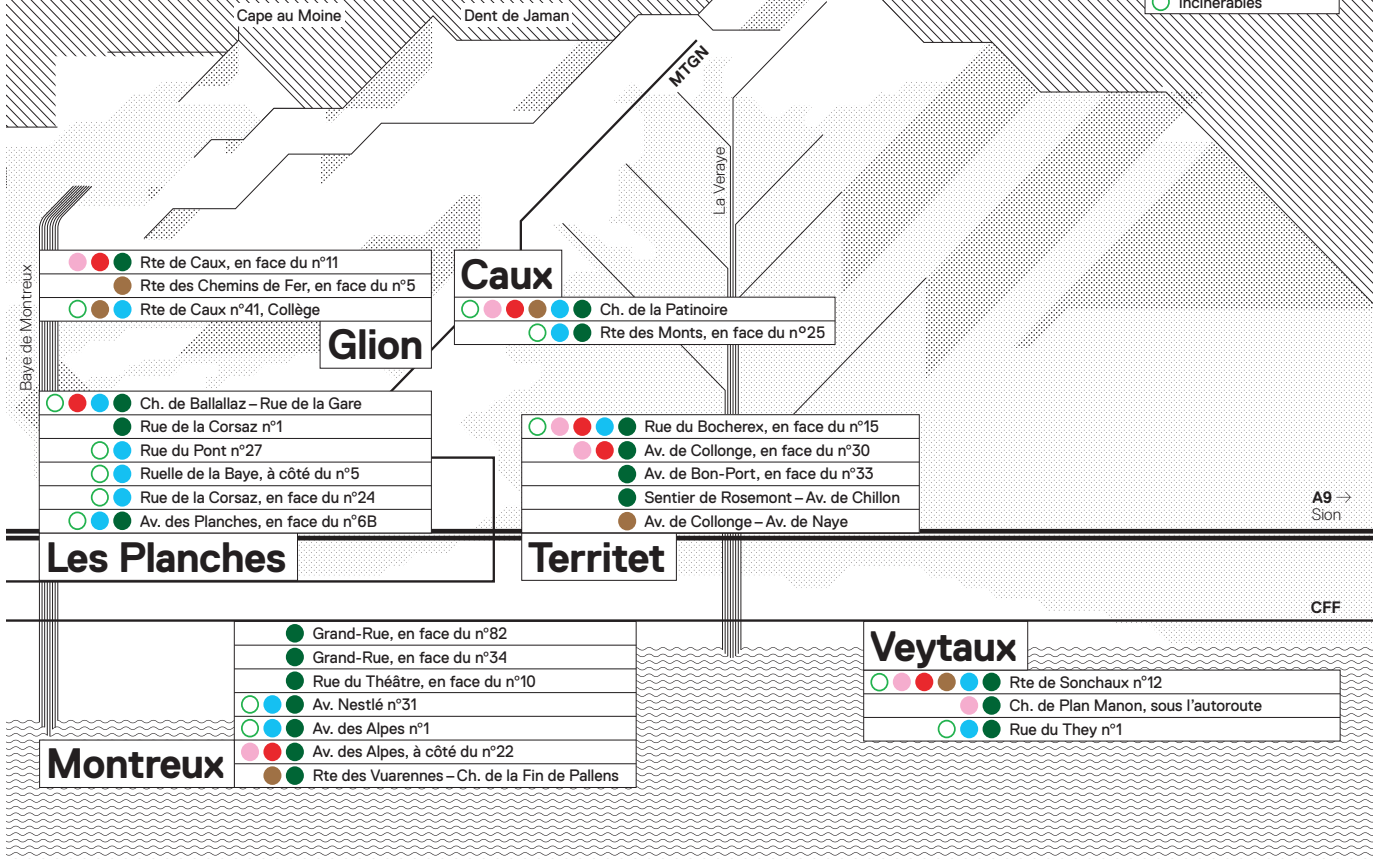 Incinérables
Cape au Moine
Dent de Jaman
MTGN
La Veraye
Baye de Montreux
Rte de Caux, en face du n°11
Rte des Chemins de Fer, en face du n°5
Rte de Caux n°41, Collège
Glion
Caux
Ch. de la Patinoire
Rte des Monts, en face du n°25
Ch. de Ballallaz – Rue de la Gare
Rue de la Corsaz n°1
Rue du Pont n°27
Ruelle de la Baye, à côté du n°5
Rue de la Corsaz, en face du n°24
Av. des Planches, en face du n°6B
Les Planches
Rue du Bocherex, en face du n°15
Av. de Collonge, en face du n°30
Av. de Bon-Port, en face du n°33
Sentier de Rosemont – Av. de Chillon
Av. de Collonge – Av. de Naye
Territet
A9 →
Sion
CFF
Grand-Rue, en face du n°82
Grand-Rue, en face du n°34
Rue du Théâtre, en face du n°10
Av. Nestlé n°31
Av. des Alpes n°1
Av. des Alpes, à côté du n°22
Rte des Vuarennes – Ch. de la Fin de Pallens
Montreux
Veytaux
Rte de Sonchaux n°12
Ch. de Plan Manon, sous l'autoroute
Rue du They n°1